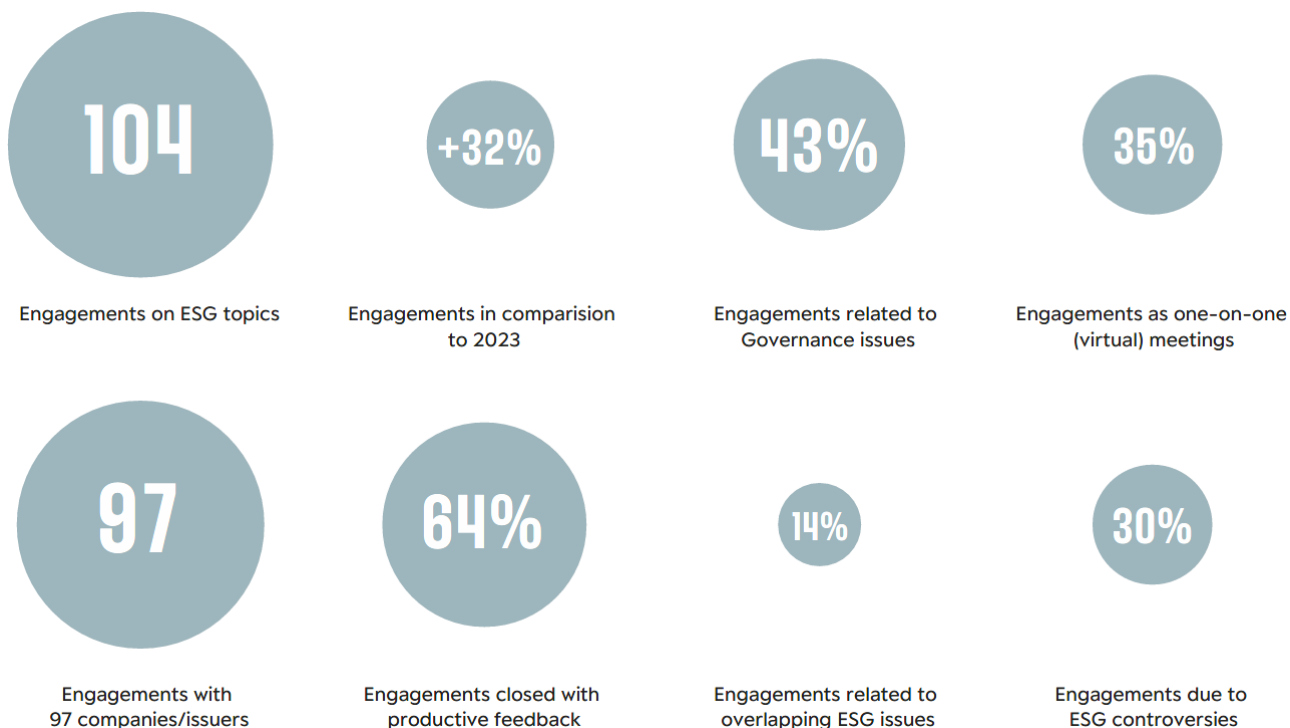 104
+32%
43%
35%
Engagements on ESG topics
Engagements in comparision
to 2023
Engagements related to
Governance issues
Engagements as one-on-one
(virtual) meetings
97
64%
14%
30%
Engagements with
97 companies/issuers
Engagements closed with
productive feedback
Engagements related to
overlapping ESG issues
Engagements due to
ESG controversies